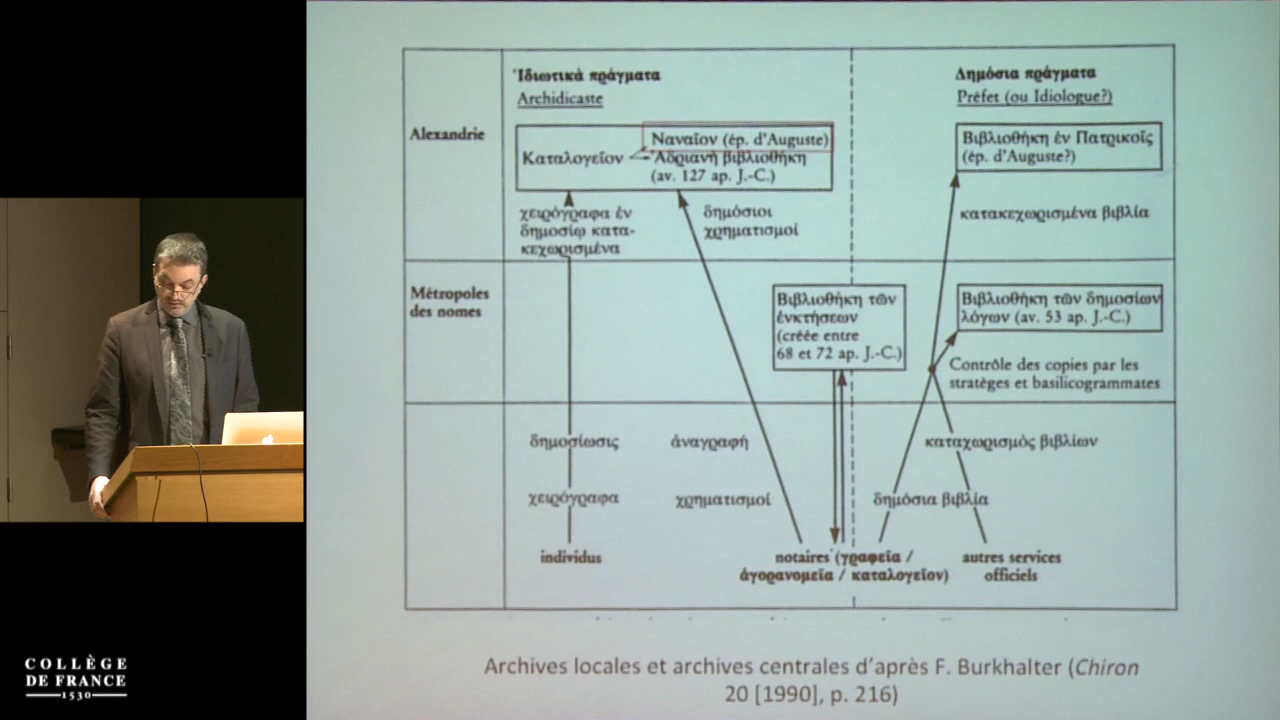 Ἰδιωτικά πράγματα
Archidicaste
Δημόσια πράγματα
Préfet (ou Idiologue?)
Alexandrie
Καταλογεῖον
Ναναῖον (ép. d'Auguste)
Ἁδριανὴ βιβλιοθήκη
(av. 127 ap. J.-C.)
Βιβλιοθήκη ἐν Πατρικοῖς
(ép. d'Auguste?)
χειρόγραφα ἐν
δημοσίῳ κατα-
κεχωρισμένα
δημόσιοι
χρηματισμοί
κατακεχωρισμένα βιβλία
Métropoles
des nomes
Βιβλιοθήκη τῶν
ἐνκτήσεων
(créée entre
68 et 72 ap. J.-C.)
Βιβλιοθήκη τῶν δημοσίων
λόγων (av. 53 ap. J.-C.)
Contrôle des copies par les
stratèges et basilicogrammates
δημοσίωσις
ἀναγραφή
καταχωρισμὸς βιβλίων
χειρόγραφα
χρηματισμοί
δημόσια βιβλία
individus
notaires (γραφεῖα /
ἀγορανομεῖα / καταλογεῖον)
autres services
officiels
Archives locales et archives centrales d'après F. Burkhalter (Chiron
20 [1990], p. 216)
COLLÈGE
DE FRANCE
1530